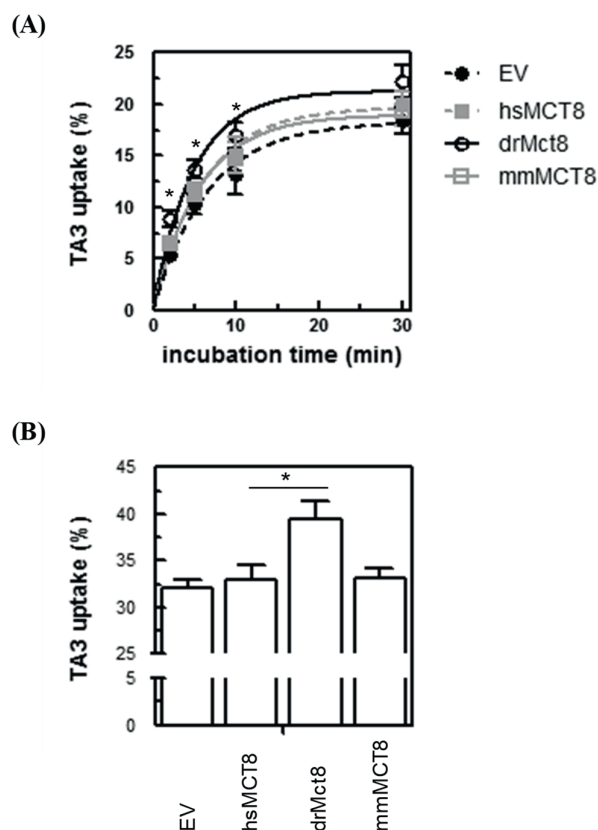 (A)
25
20
15
10
5
0
TA3 uptake (%)
*
*
*
0
10
20
30
incubation time (min)
EV
hsMCT8
drMct8
mmMCT8
(B)
45
40
35
30
25
5
0
TA3 uptake (%)
*
EV
hsMCT8
drMct8
mmMCT8